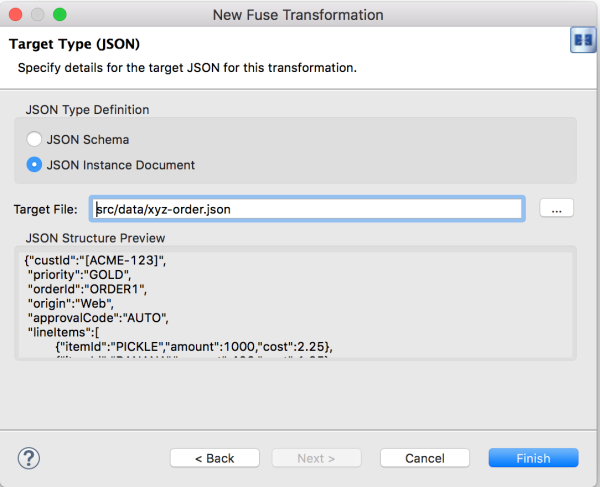 New Fuse Transformation
Target Type (JSON)
Specify details for the target JSON for this transformation.
JSON Type Definition
JSON Schema
JSON Instance Document
Target File: src/data/xyz-order.json ...
JSON Structure Preview
{"custId":"[ACME-123]",
"priority":"GOLD",
"orderId":"ORDER1",
"origin":"Web",
"approvalCode":"AUTO",
"lineItems":[
{"itemId":"PICKLE","amount":1000,"cost":2.25},
? < Back Next > Cancel Finish